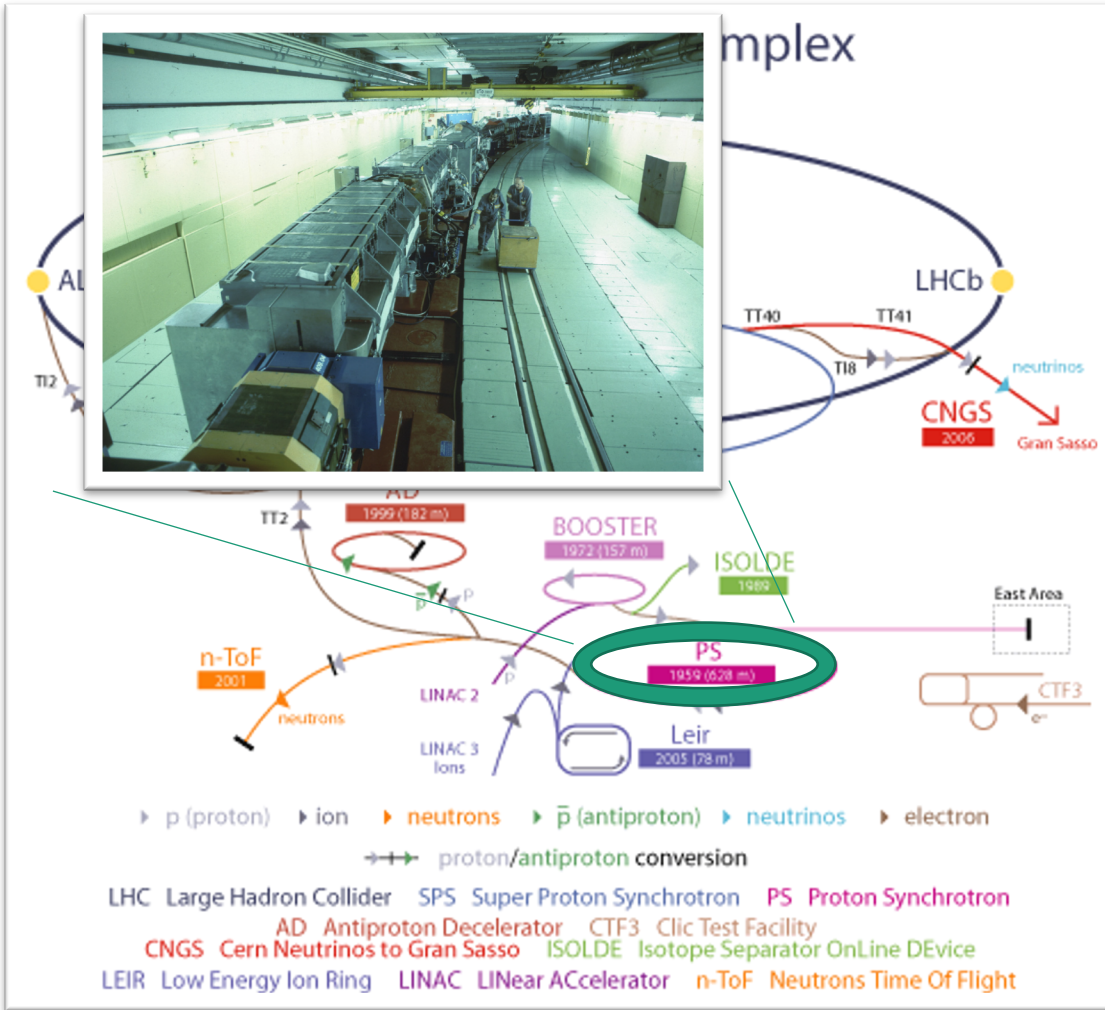 mplex
AL
LHCb
TT40
TT41
TI8
TI2
neutrinos
CNGS
2006
Gran Sasso
AD
1999 (182 m)
TT2
BOOSTER
1972 (157 m)
ISOLDE
1989
p
p
East Area
n-ToF
2001
PS
1959 (628 m)
p
LINAC 2
neutrons
CTF3
e-
LINAC 3
Ions
Leir
2005 (78 m)
p (proton) ion neutrons p (antiproton) neutrinos electron
proton/antiproton conversion
LHC Large Hadron Collider SPS Super Proton Synchrotron PS Proton Synchrotron
AD Antiproton Decelerator CTF3 Clic Test Facility
CNGS Cern Neutrinos to Gran Sasso ISOLDE Isotope Separator OnLine DEvice
LEIR Low Energy Ion Ring LINAC LINear ACcelerator n-ToF Neutrons Time Of Flight